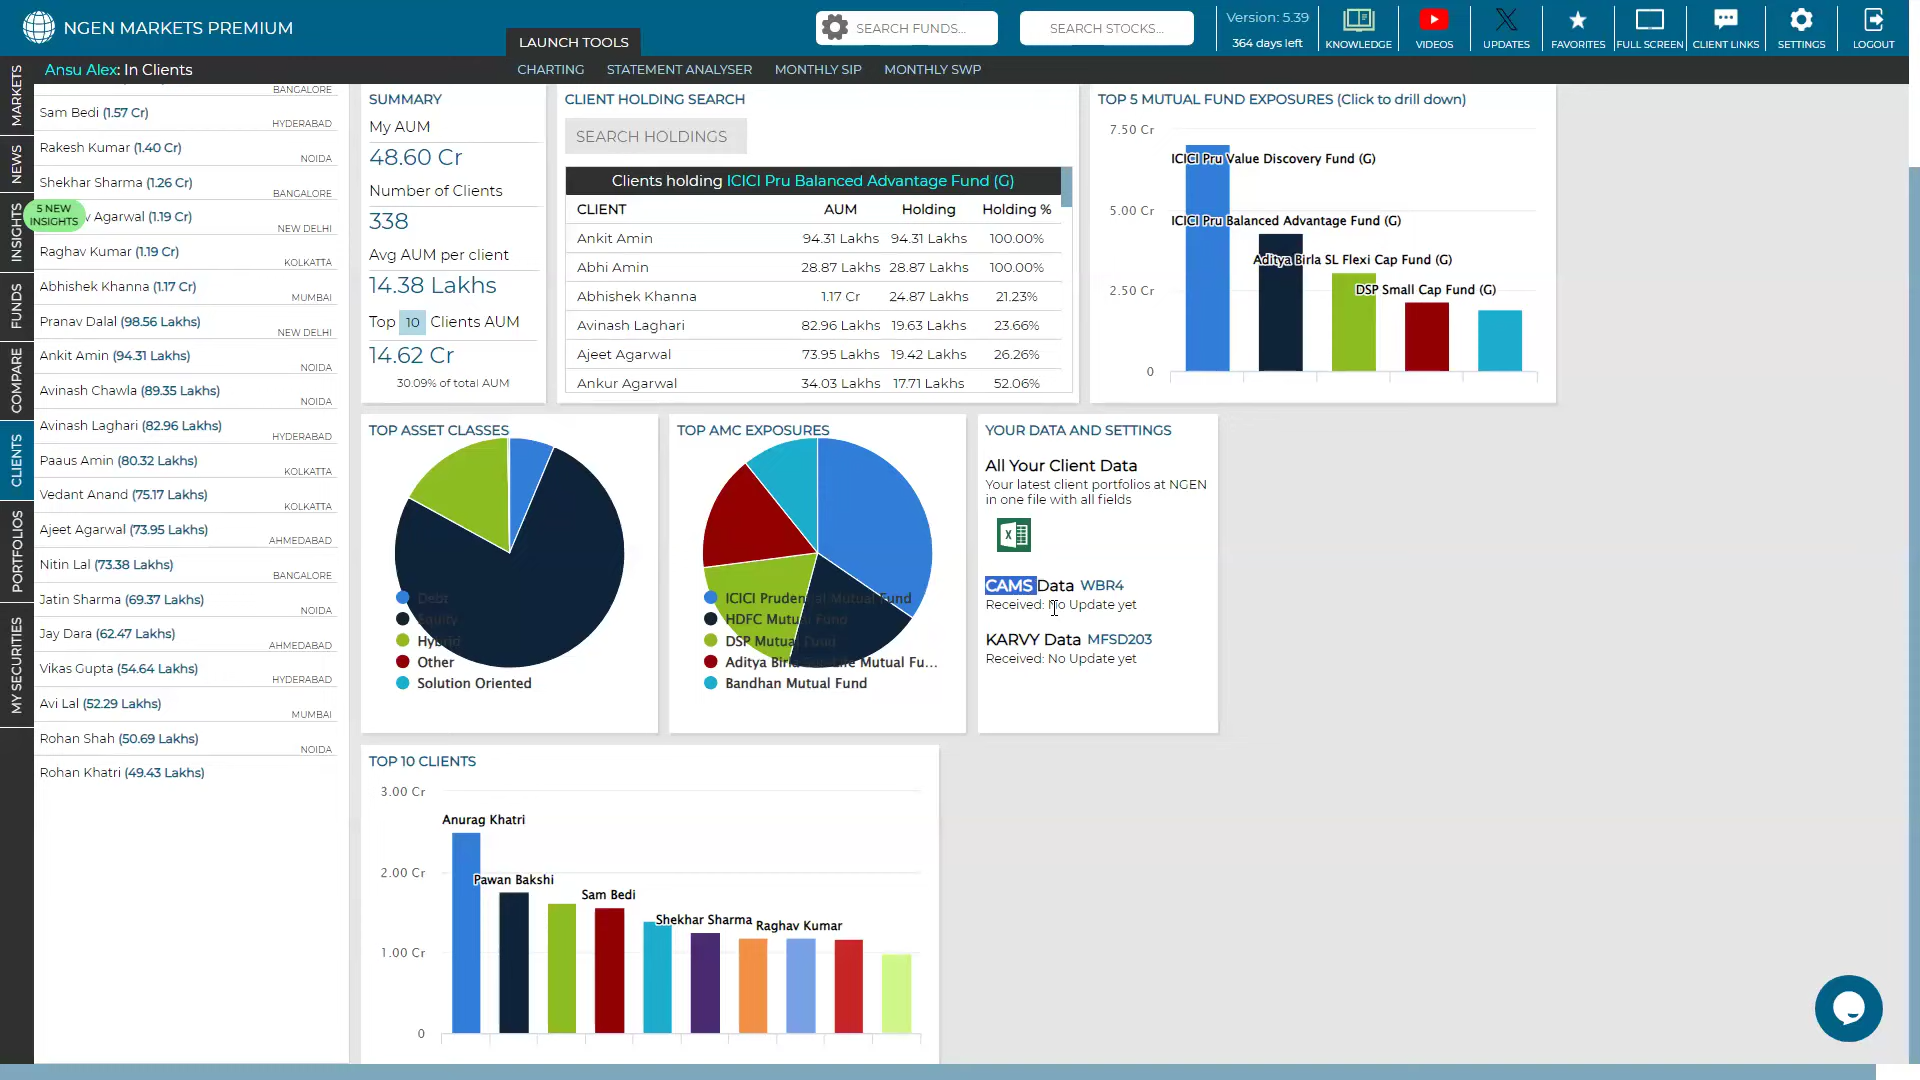 NGEN MARKETS PREMIUM
SEARCH FUNDS...
SEARCH STOCKS...
Version: 5.39
364 days left
KNOWLEDGE
VIDEOS
UPDATES
FAVORITES
FULL SCREEN
CLIENT LINKS
SETTINGS
LOGOUT
LAUNCH TOOLS
CHARTING
STATEMENT ANALYSER
MONTHLY SIP
MONTHLY SWP
Ansu Alex: In Clients
MARKETS
NEWS
INSIGHTS
5 NEW
INSIGHTS
FUNDS
COMPARE
CLIENTS
PORTFOLIOS
MY SECURITIES
BANGALORE
Sam Bedi (1.57 Cr)
HYDERABAD
Rakesh Kumar (1.40 Cr)
NOIDA
Shekhar Sharma (1.26 Cr)
BANGALORE
Agarwal (1.19 Cr)
NEW DELHI
Raghav Kumar (1.19 Cr)
KOLKATTA
Abhishek Khanna (1.17 Cr)
MUMBAI
Pranav Dalal (98.56 Lakhs)
NEW DELHI
Ankit Amin (94.31 Lakhs)
NOIDA
Avinash Chawla (89.35 Lakhs)
NOIDA
Avinash Laghari (82.96 Lakhs)
HYDERABAD
Paaus Amin (80.32 Lakhs)
KOLKATTA
Vedant Anand (75.17 Lakhs)
KOLKATTA
Ajeet Agarwal (73.95 Lakhs)
AHMEDABAD
Nitin Lal (73.38 Lakhs)
BANGALORE
Jatin Sharma (69.37 Lakhs)
NOIDA
Jay Dara (62.47 Lakhs)
AHMEDABAD
Vikas Gupta (54.64 Lakhs)
HYDERABAD
Avi Lal (52.29 Lakhs)
MUMBAI
Rohan Shah (50.69 Lakhs)
NOIDA
Rohan Khatri (49.43 Lakhs)
SUMMARY
My AUM
48.60 Cr
Number of Clients
338
Avg AUM per client
14.38 Lakhs
Top 10 Clients AUM
14.62 Cr
30.09% of total AUM
CLIENT HOLDING SEARCH
SEARCH HOLDINGS
Clients holding ICICI Pru Balanced Advantage Fund (G)
CLIENT AUM Holding Holding %
Ankit Amin 94.31 Lakhs 94.31 Lakhs 100.00%
Abhi Amin 28.87 Lakhs 28.87 Lakhs 100.00%
Abhishek Khanna 1.17 Cr 24.87 Lakhs 21.23%
Avinash Laghari 82.96 Lakhs 19.63 Lakhs 23.66%
Ajeet Agarwal 73.95 Lakhs 19.42 Lakhs 26.26%
Ankur Agarwal 34.03 Lakhs 17.71 Lakhs 52.06%
TOP 5 MUTUAL FUND EXPOSURES (Click to drill down)
7.50 Cr
5.00 Cr
2.50 Cr
0
ICICI Pru Value Discovery Fund (G)
ICICI Pru Balanced Advantage Fund (G)
Aditya Birla SL Flexi Cap Fund (G)
DSP Small Cap Fund (G)
TOP ASSET CLASSES
Debt
Equity
Hybrid
Other
Solution Oriented
TOP AMC EXPOSURES
ICICI Prudential Mutual Fund
HDFC Mutual Fund
DSP Mutual Fund
Aditya Birla Sun Life Mutual Fu...
Bandhan Mutual Fund
YOUR DATA AND SETTINGS
All Your Client Data
Your latest client portfolios at NGEN
in one file with all fields
CAMS Data WBR4
Received: No Update yet
KARVY Data MFSD203
Received: No Update yet
TOP 10 CLIENTS
3.00 Cr
2.00 Cr
1.00 Cr
0
Anurag Khatri
Pawan Bakshi
Sam Bedi
Shekhar Sharma
Raghav Kumar